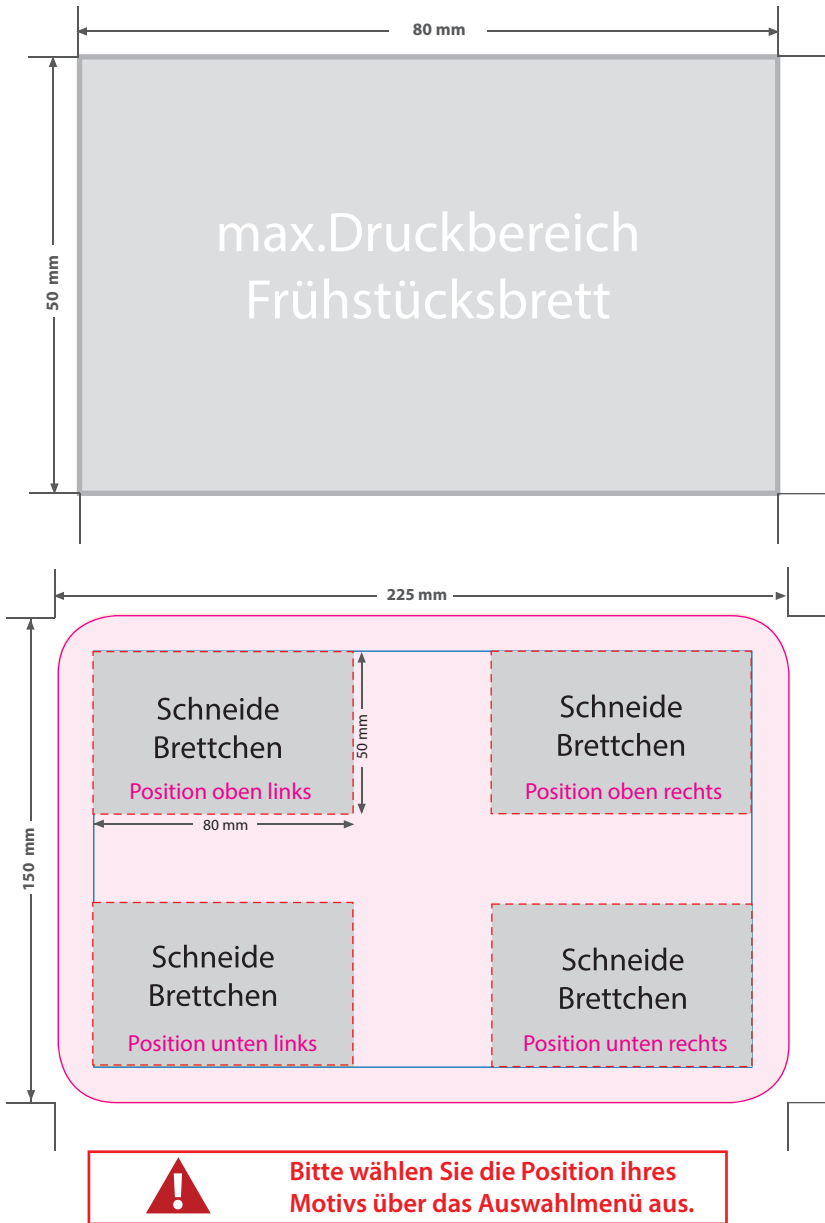 80 mm
50 mm
max.Druckbereich
Frühstücksbrett
225 mm
150 mm
Schneide
Brettchen
Position oben links
50 mm
80 mm
Schneide
Brettchen
Position oben rechts
Schneide
Brettchen
Position unten links
Schneide
Brettchen
Position unten rechts
Bitte wählen Sie die Position ihres
Motivs über das Auswahlmenü aus.